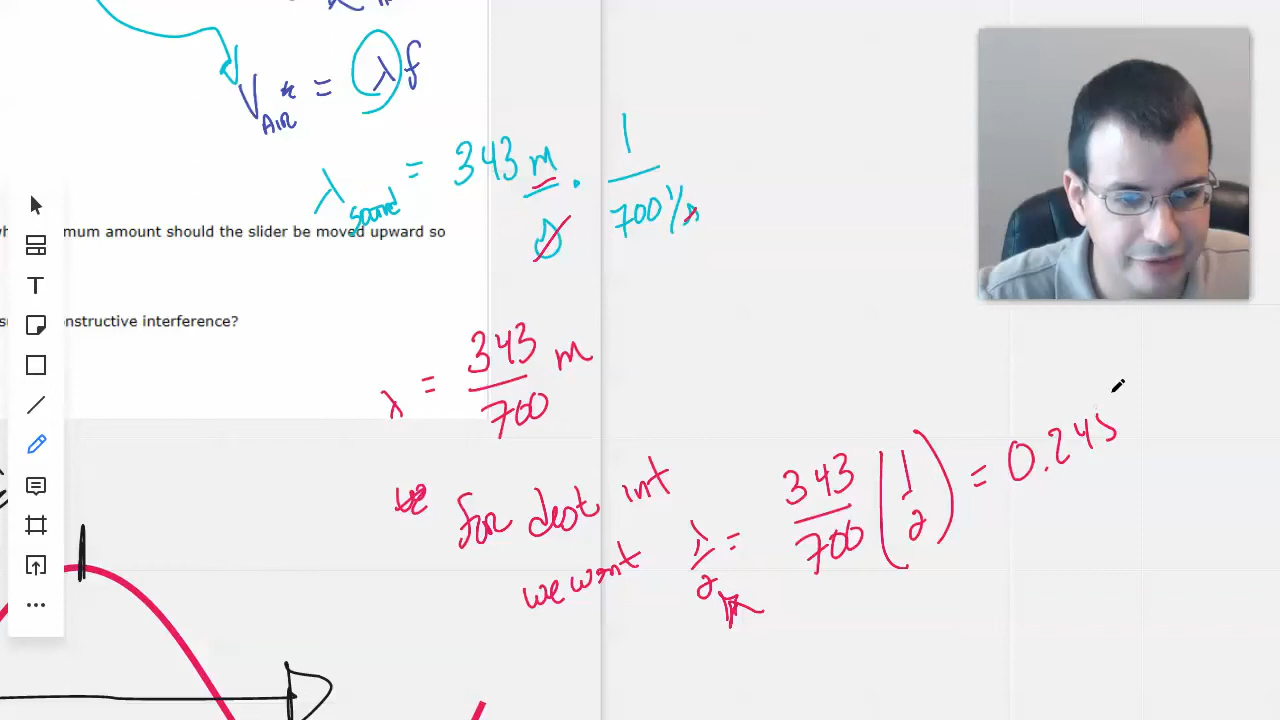 V_AIR = λf
λ_sound = 343 m/s · 1/700 1/s
mum amount should the slider be moved upward so
nstructive interference?
λ = 343/700 m
for dest int
we want λ/2 = 343/700 (1/2) = 0.245
T